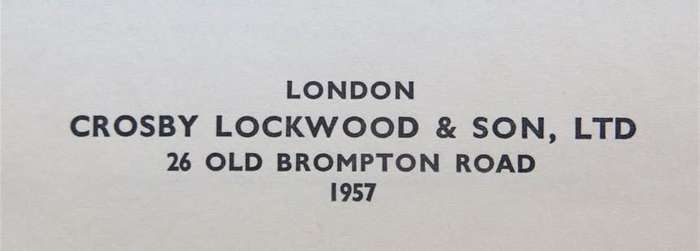 LONDON
CROSBY LOCKWOOD & SON, LTD
26 OLD BROMPTON ROAD
1957